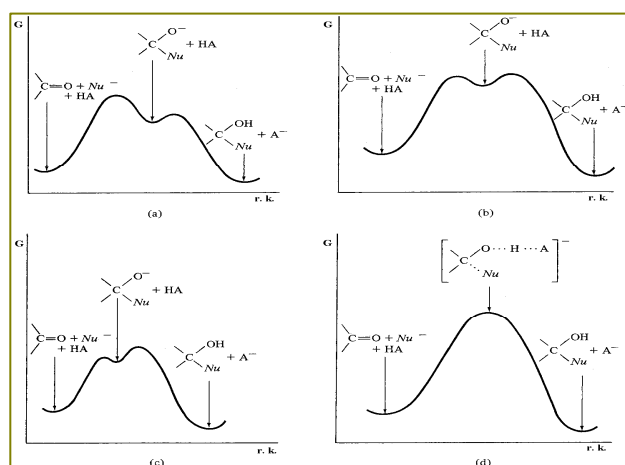 G
O⁻
C + HA
Nu
C=O + Nu⁻
+ HA
OH
C + A⁻
Nu
r. k.
(a)
G
O⁻
C + HA
Nu
C=O + Nu⁻
+ HA
OH
C + A⁻
Nu
r. k.
(b)
G
O⁻
C + HA
Nu
C=O + Nu⁻
+ HA
OH
C + A⁻
Nu
r. k.
(c)
G
[ O···H···A ]⁻
C
Nu
C=O + Nu⁻
+ HA
OH
C + A⁻
Nu
r. k.
(d)